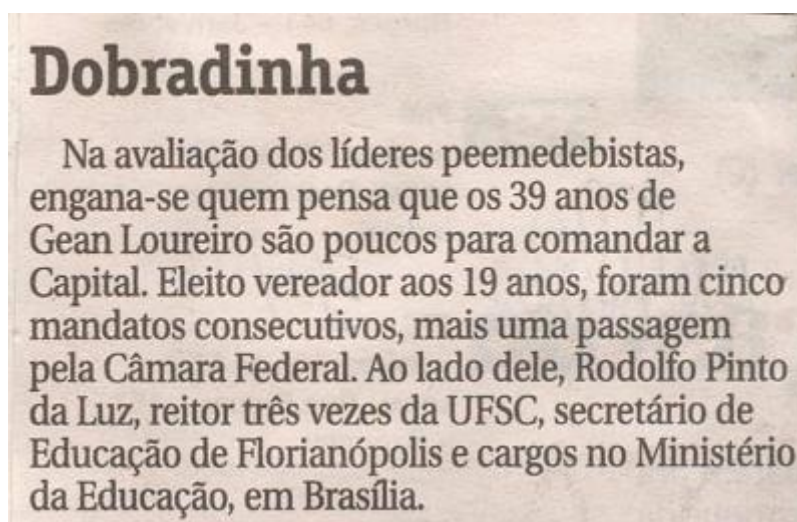 Dobradinha
Na avaliação dos líderes peemedebistas,
engana-se quem pensa que os 39 anos de
Gean Loureiro são poucos para comandar a
Capital. Eleito vereador aos 19 anos, foram cinco
mandatos consecutivos, mais uma passagem
pela Câmara Federal. Ao lado dele, Rodolfo Pinto
da Luz, reitor três vezes da UFSC, secretário de
Educação de Florianópolis e cargos no Ministério
da Educação, em Brasília.